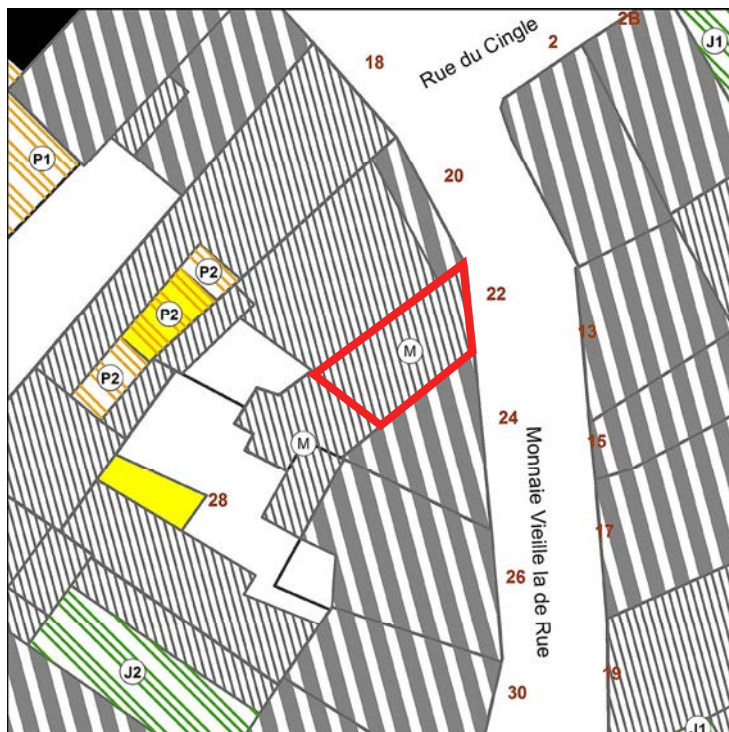 2B
2
J1
18
Rue du Cingle
P1
20
P2
22
P2
13
M
P2
24
15
M
Monnaie Vieille la de Rue
28
17
26
J2
19
30
J1